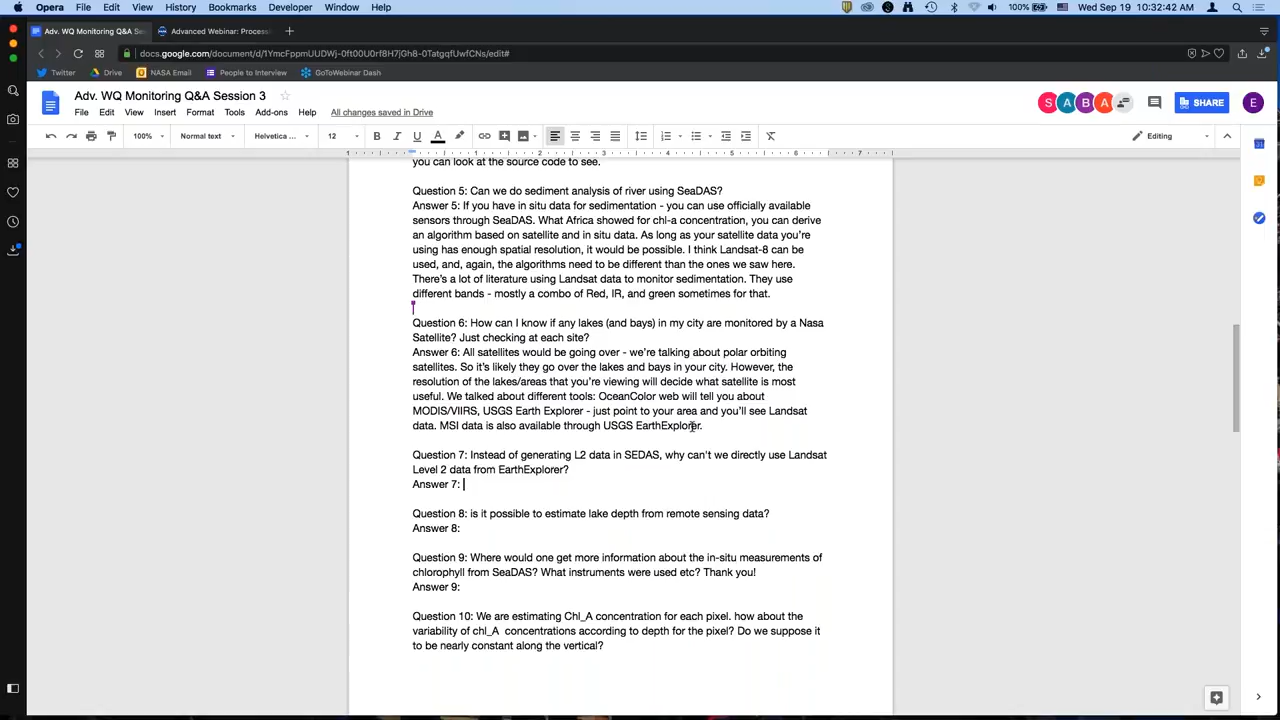 Opera File Edit View History Bookmarks Developer Window Help 100% Wed Sep 19 10:32:42 AM
Adv. WQ Monitoring Q&A Sessi Advanced Webinar: Process
docs.google.com/document/d/1YmcFppmUUDWj-0ft00U0rf8H7jGh8-0TatgqfUwfCNs/edit#
Twitter Drive NASA Email People to Interview GoToWebinar Dash
Adv. WQ Monitoring Q&A Session 3
File Edit View Insert Format Tools Add-ons Help All changes saved in Drive
S A B A SHARE E
100% Normal text Helvetica ... 12 B I U A Editing
1 1 2 3 4 5 6 7
you can look at the source code to see.
Question 5: Can we do sediment analysis of river using SeaDAS?
Answer 5: If you have in situ data for sedimentation - you can use officially available
sensors through SeaDAS. What Africa showed for chl-a concentration, you can derive
an algorithm based on satellite and in situ data. As long as your satellite data you're
using has enough spatial resolution, it would be possible. I think Landsat-8 can be
used, and, again, the algorithms need to be different than the ones we saw here.
There's a lot of literature using Landsat data to monitor sedimentation. They use
different bands - mostly a combo of Red, IR, and green sometimes for that.
Question 6: How can I know if any lakes (and bays) in my city are monitored by a Nasa
Satellite? Just checking at each site?
Answer 6: All satellites would be going over - we're talking about polar orbiting
satellites. So it's likely they go over the lakes and bays in your city. However, the
resolution of the lakes/areas that you're viewing will decide what satellite is most
useful. We talked about different tools: OceanColor web will tell you about
MODIS/VIIRS, USGS Earth Explorer - just point to your area and you'll see Landsat
data. MSI data is also available through USGS EarthExplorer.
Question 7: Instead of generating L2 data in SEDAS, why can't we directly use Landsat
Level 2 data from EarthExplorer?
Answer 7:
Question 8: is it possible to estimate lake depth from remote sensing data?
Answer 8:
Question 9: Where would one get more information about the in-situ measurements of
chlorophyll from SeaDAS? What instruments were used etc? Thank you!
Answer 9:
Question 10: We are estimating Chl_A concentration for each pixel. how about the
variability of chl_A concentrations according to depth for the pixel? Do we suppose it
to be nearly constant along the vertical?